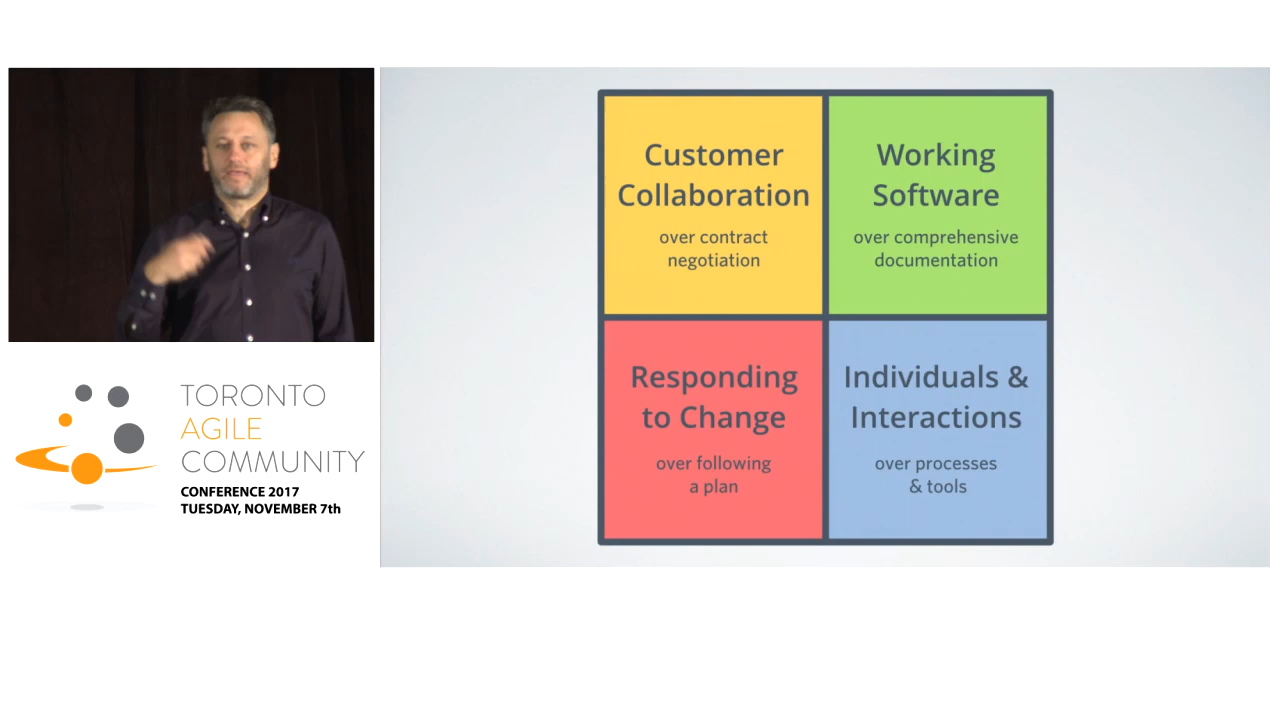 TORONTO
AGILE
COMMUNITY
CONFERENCE 2017
TUESDAY, NOVEMBER 7th
Customer
Collaboration
over contract
negotiation
Working
Software
over comprehensive
documentation
Responding
to Change
over following
a plan
Individuals &
Interactions
over processes
& tools